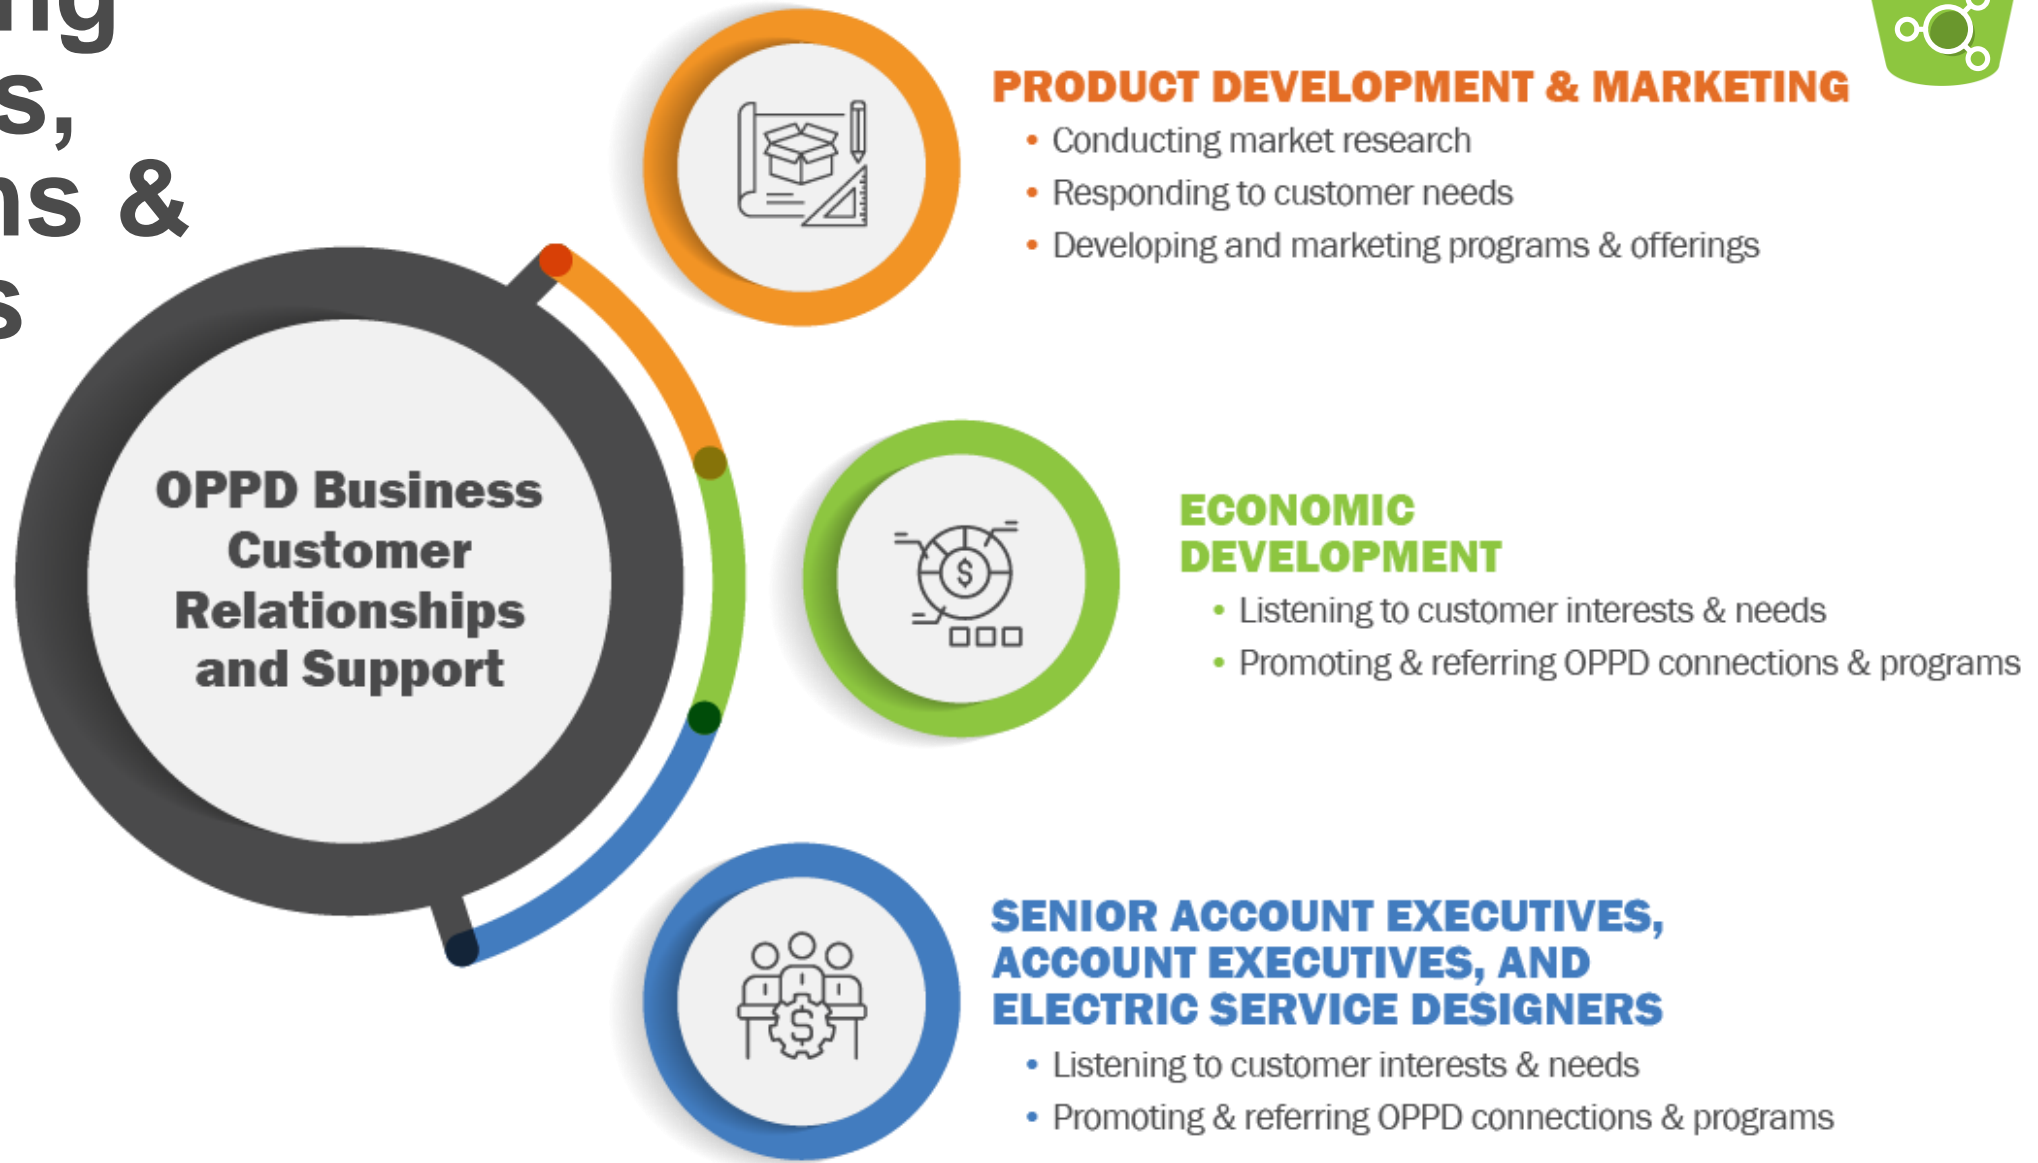 &
PRODUCT DEVELOPMENT & MARKETING
• Conducting market research
• Responding to customer needs
• Developing and marketing programs & offerings
OPPD Business
Customer
Relationships
and Support
ECONOMIC
DEVELOPMENT
• Listening to customer interests & needs
• Promoting & referring OPPD connections & programs
SENIOR ACCOUNT EXECUTIVES,
ACCOUNT EXECUTIVES, AND
ELECTRIC SERVICE DESIGNERS
• Listening to customer interests & needs
• Promoting & referring OPPD connections & programs